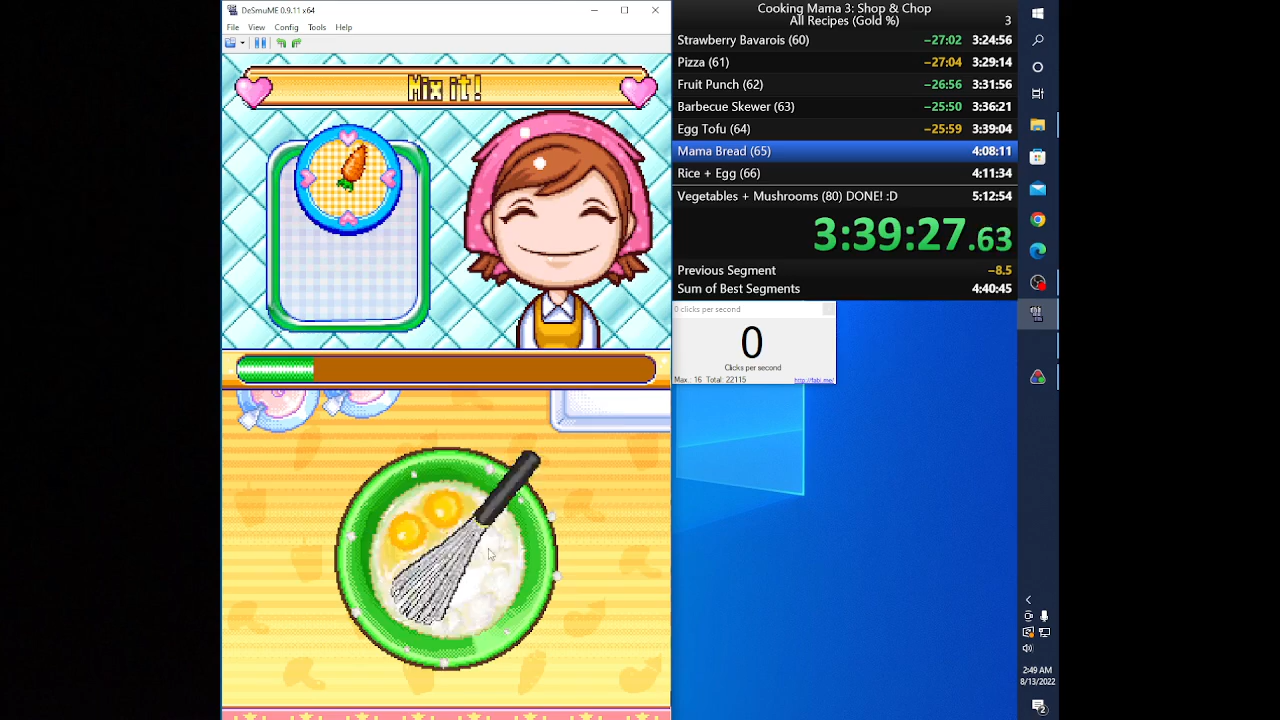 DeSmuME 0.9.11 x64
File View Config Tools Help
Mix it!
Cooking Mama 3: Shop & Chop
All Recipes (Gold %) 3
Strawberry Bavarois (60) −27:02 3:24:56
Pizza (61) −27:04 3:29:14
Fruit Punch (62) −26:56 3:31:56
Barbecue Skewer (63) −25:50 3:36:21
Egg Tofu (64) −25:59 3:39:04
Mama Bread (65) 4:08:11
Rice + Egg (66) 4:11:34
Vegetables + Mushrooms (80) DONE! :D 5:12:54
3:39:27.63
Previous Segment −8.5
Sum of Best Segments 4:40:45
0 clicks per second
0
Clicks per second
Max.: 16 Total: 22115 http://fabi.me/
2:49 AM
8/13/2022
2